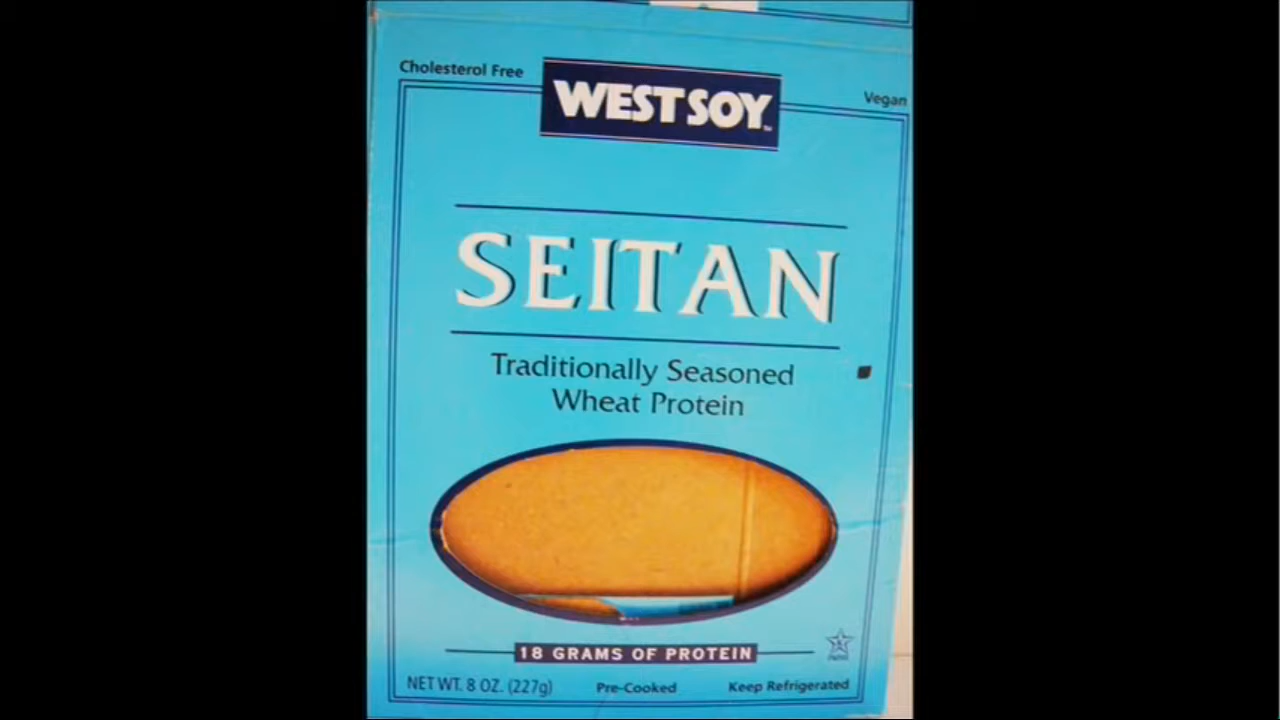 Cholesterol Free
WESTSOY
Vegan
SEITAN
Traditionally Seasoned
Wheat Protein
18 GRAMS OF PROTEIN
NET WT. 8 OZ. (227g)
Pre-Cooked
Keep Refrigerated